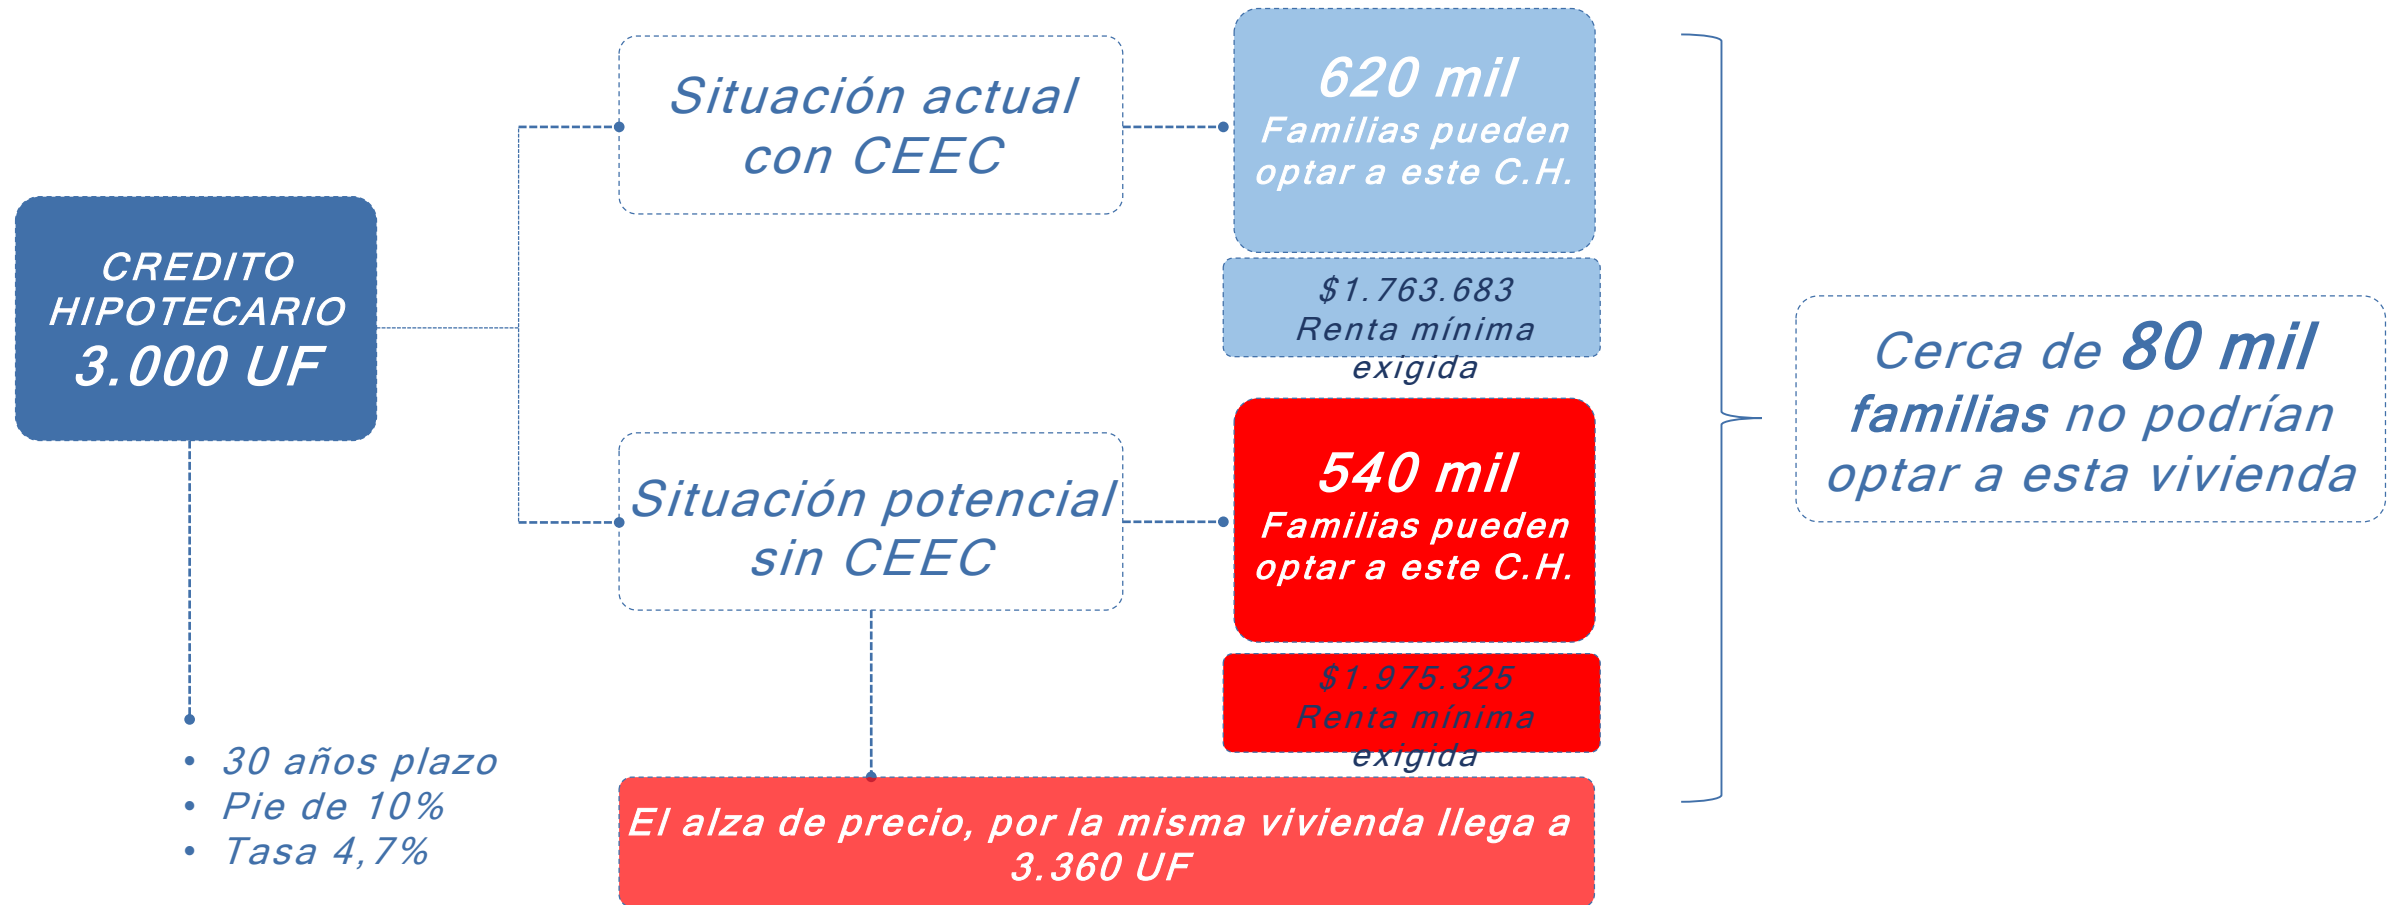 CREDITO
HIPOTECARIO
3.000 UF
• 30 años plazo
• Pie de 10%
• Tasa 4,7%
Situación actual
con CEEC
620 mil
Familias pueden
optar a este C.H.
$1.763.683
Renta mínima
exigida
Situación potencial
sin CEEC
540 mil
Familias pueden
optar a este C.H.
$1.975.325
Renta mínima
exigida
El alza de precio, por la misma vivienda llega a
3.360 UF
Cerca de 80 mil
familias no podrían
optar a esta vivienda